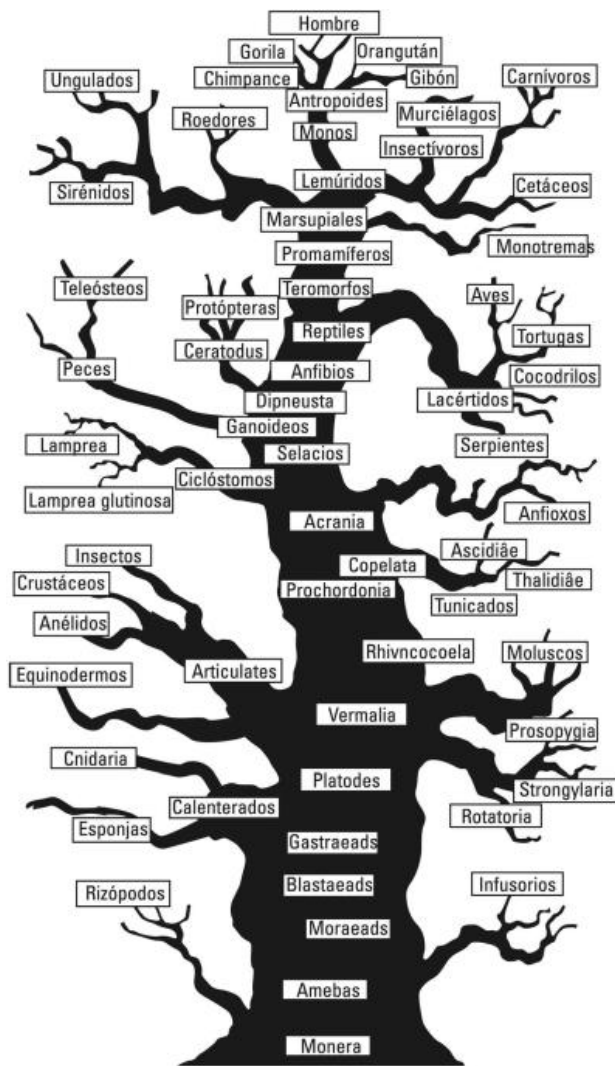 Hombre
Gorila
Orangután
Chimpance
Gibón
Carnívoros
Ungulados
Antropoides
Murciélagos
Roedores
Monos
Insectívoros
Lemúridos
Sirénidos
Cetáceos
Marsupiales
Monotremas
Promamíferos
Teleósteos
Teromorfos
Aves
Protópteras
Reptiles
Tortugas
Ceratodus
Peces
Anfibios
Cocodrilos
Dipneusta
Lacértidos
Ganoideos
Lamprea
Serpientes
Selacios
Ciclóstomos
Lamprea glutinosa
Acrania
Anfioxos
Insectos
Ascidiâe
Copelata
Crustáceos
Prochordonia
Thalidiâe
Tunicados
Anélidos
Rhivncocoela
Moluscos
Equinodermos
Articulates
Vermalia
Prosopygia
Cnidaria
Platodes
Strongylaria
Calenterados
Rotatoria
Esponjas
Gastraeads
Blastaeads
Infusorios
Rizópodos
Moraeads
Amebas
Monera